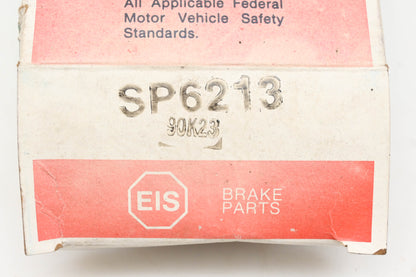 All Applicable Federal
Motor Vehicle Safety
Standards.
SP6213
90K23
EIS
BRAKE
PARTS